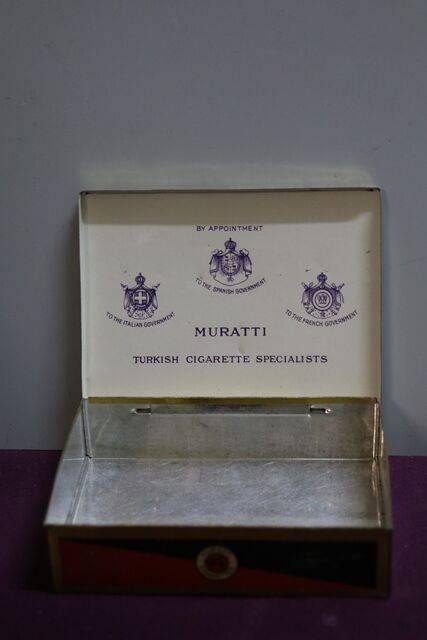 BY APPOINTMENT
TO THE SPANISH GOVERNMENT
TO THE ITALIAN GOVERNMENT
TO THE FRENCH GOVERNMENT
MURATTI
TURKISH CIGARETTE SPECIALISTS